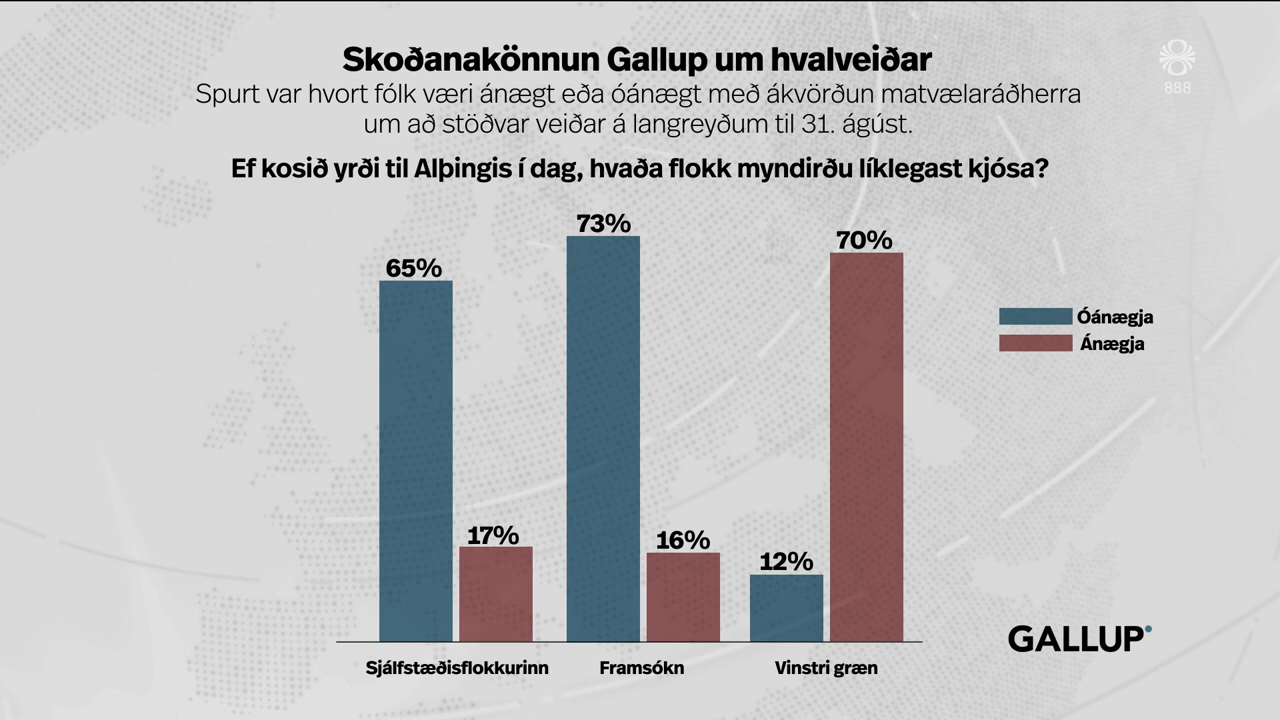 Skoðanakönnun Gallup um hvalveiðar
888
Spurt var hvort fólk væri ánægt eða óánægt með ákvörðun matvælaráðherra
um að stöðvar veiðar á langreyðum til 31. ágúst.
Ef kosið yrði til Alþingis í dag, hvaða flokk myndirðu líklegast kjósa?
65%
17%
73%
16%
12%
70%
Óánægja
Ánægja
Sjálfstæðisflokkurinn
Framsókn
Vinstri græn
GALLUP